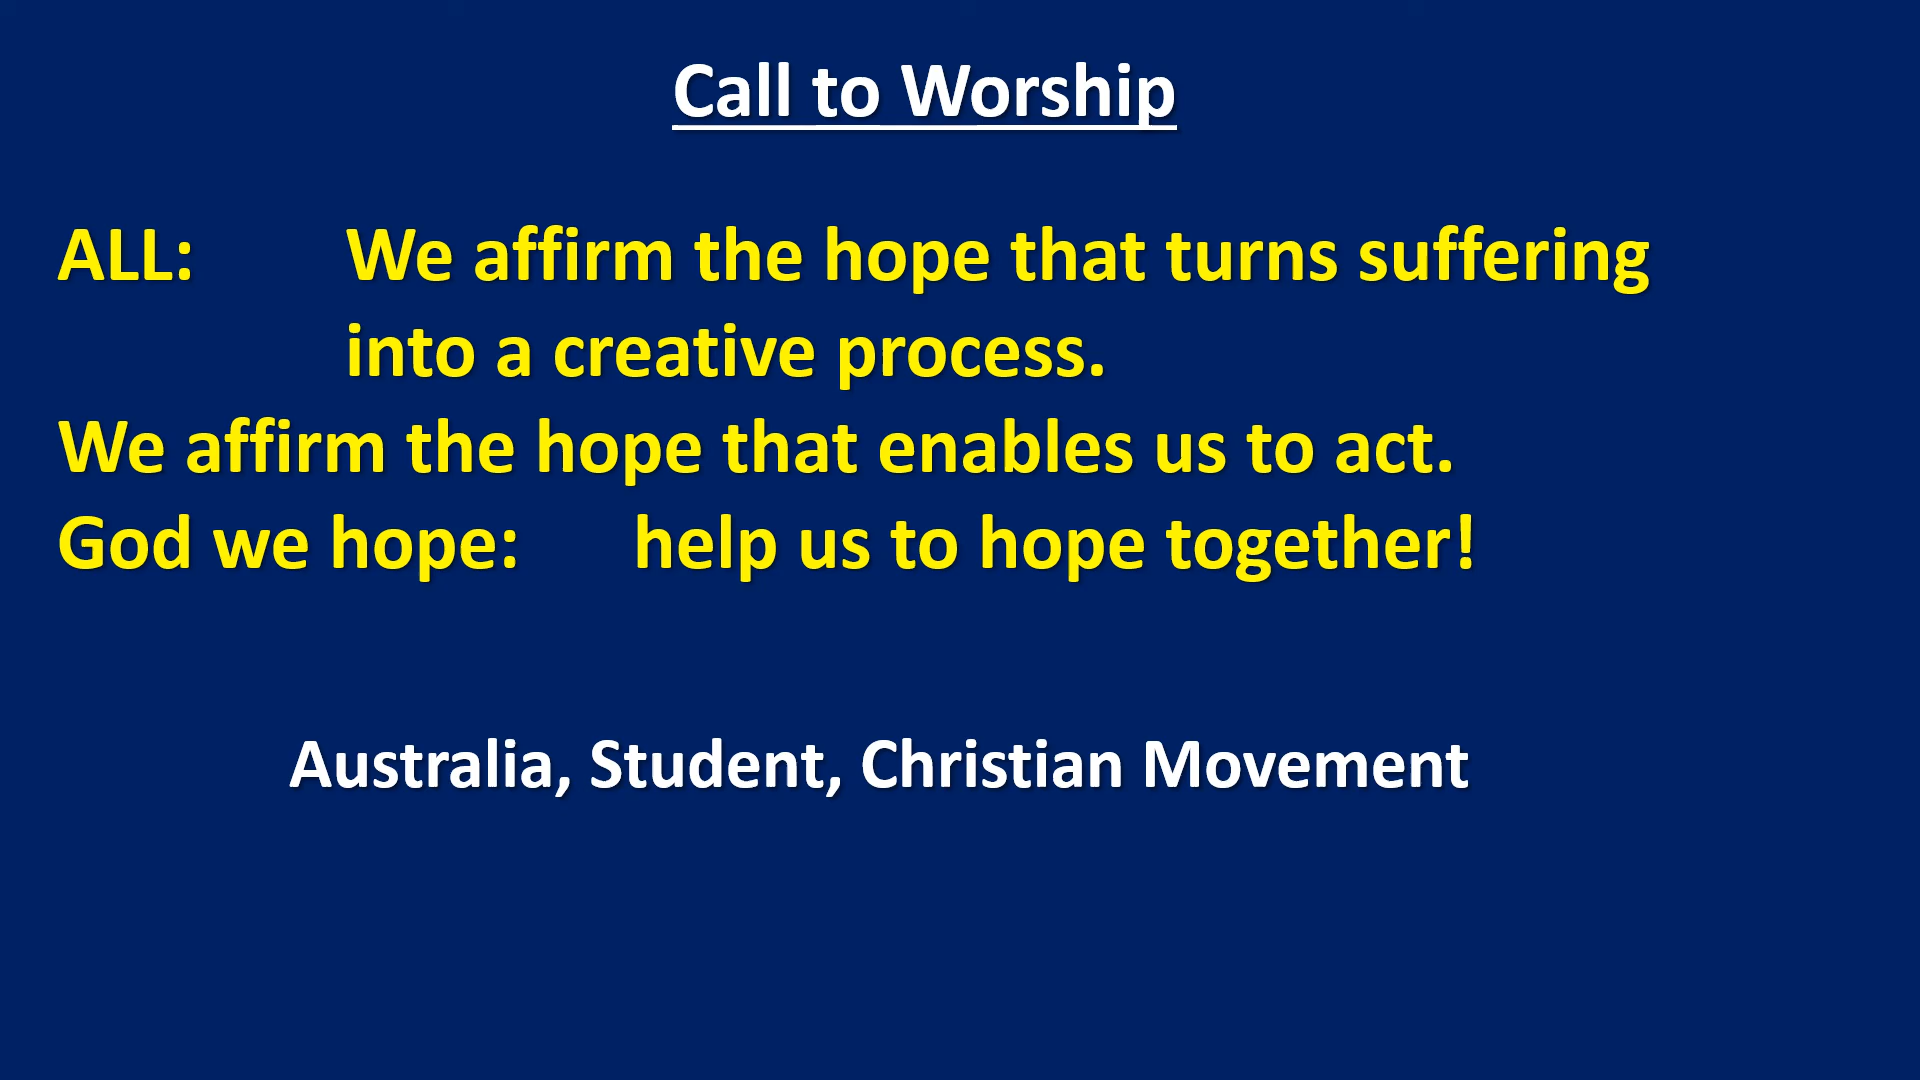 Call to Worship
ALL: We affirm the hope that turns suffering
into a creative process.
We affirm the hope that enables us to act.
God we hope: help us to hope together!
Australia, Student, Christian Movement